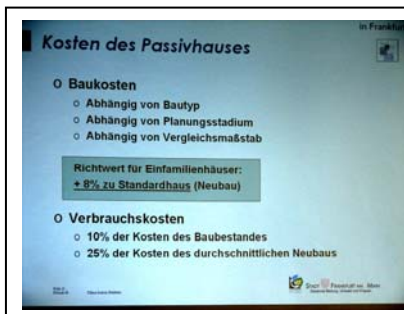 in Frankfur
Kosten des Passivhauses
o Baukosten
o Abhängig von Bautyp
o Abhängig von Planungsstadium
o Abhängig von Vergleichsmaßstab
Richtwert für Einfamilienhäuser:
+ 8% zu Standardhaus (Neubau)
o Verbrauchskosten
o 10% der Kosten des Baubestandes
o 25% der Kosten des durchschnittlichen Neubaus
Stadt Frankfurt am Main